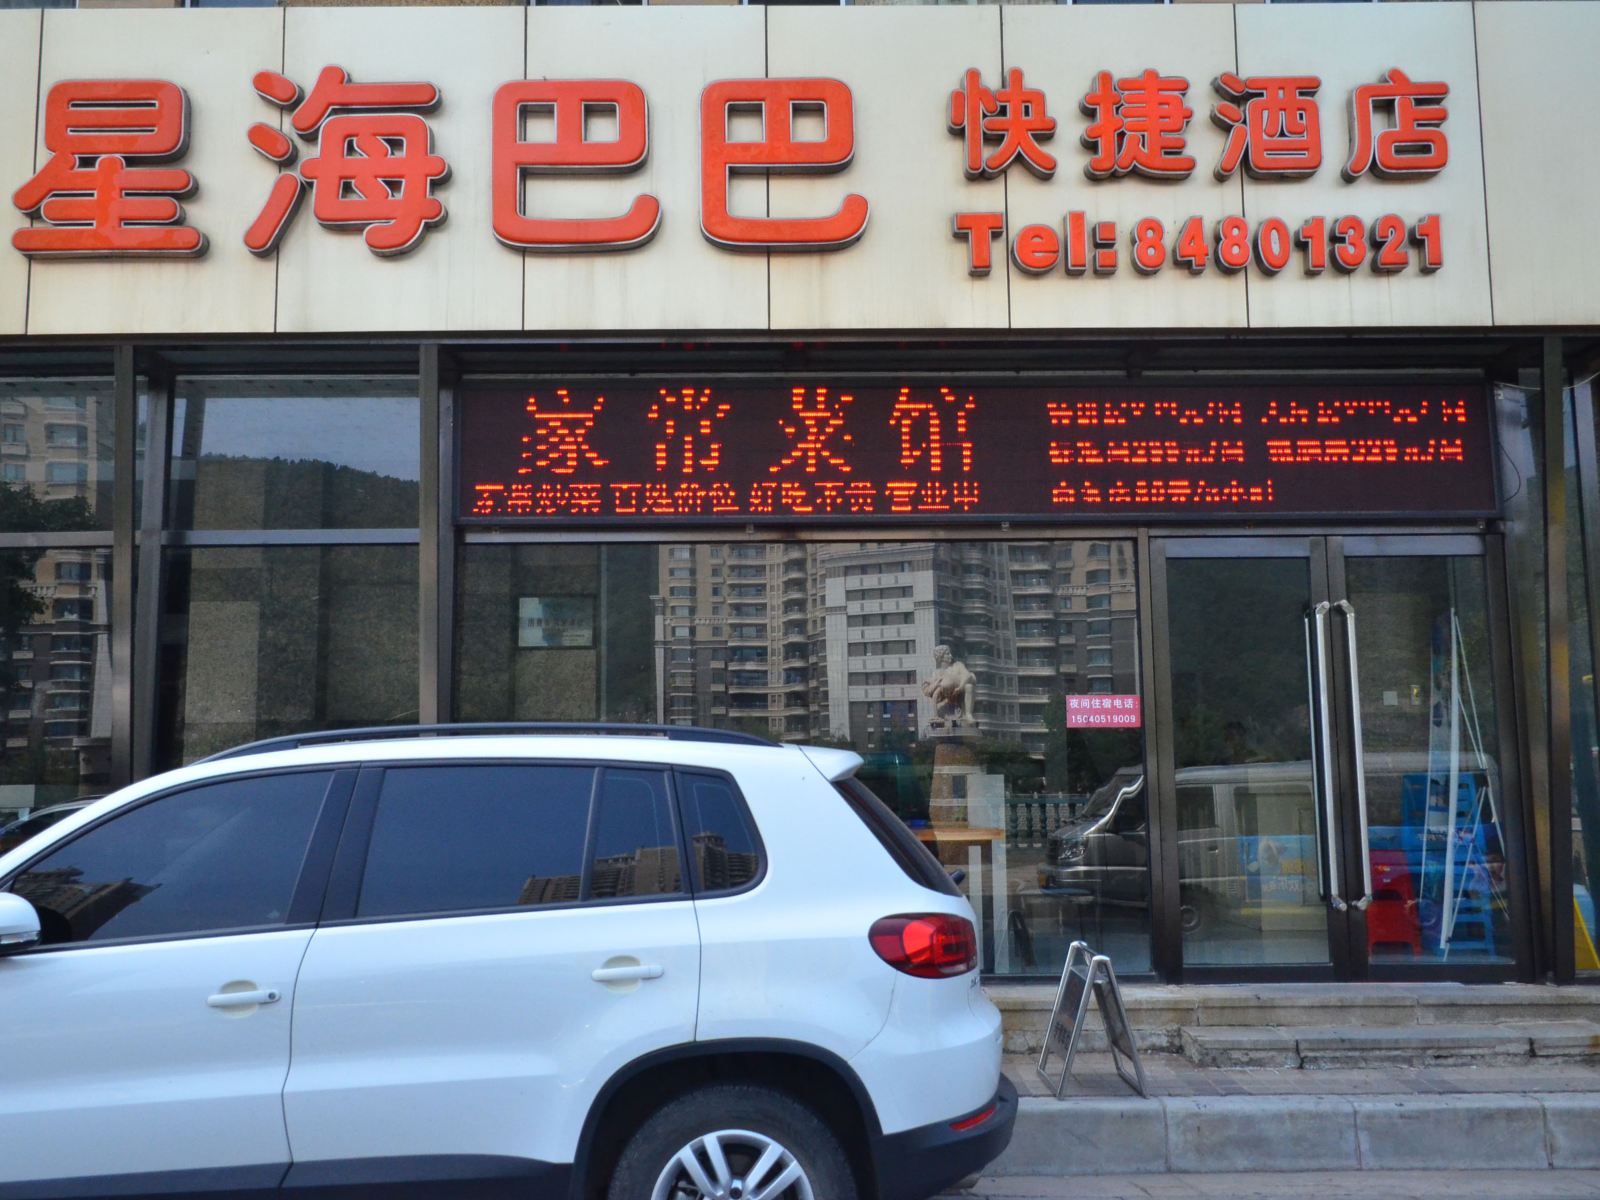 星海巴巴 快捷酒店
Tel:84801321
家常菜馆
家常炒菜 百姓价位 好吃不贵 营业中
夜间住宿电话:
15040519009